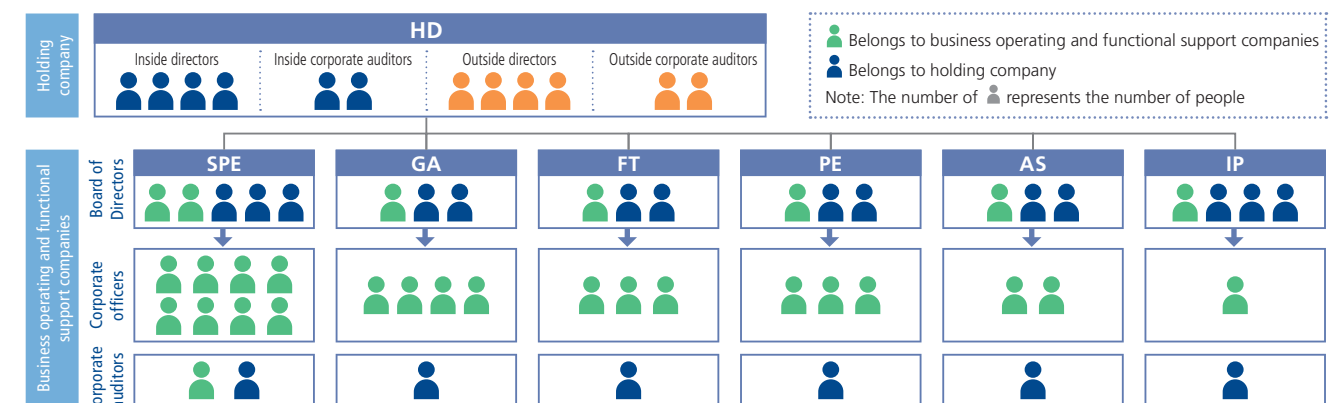 Holding
company
HD
Inside directors
Inside corporate auditors
Outside directors
Outside corporate auditors
Belongs to business operating and functional support companies
Belongs to holding company
Note: The number of represents the number of people
Business operating and functional
support companies
Board of
Directors
SPE
GA
FT
PE
AS
IP
Corporate
officers
auditors